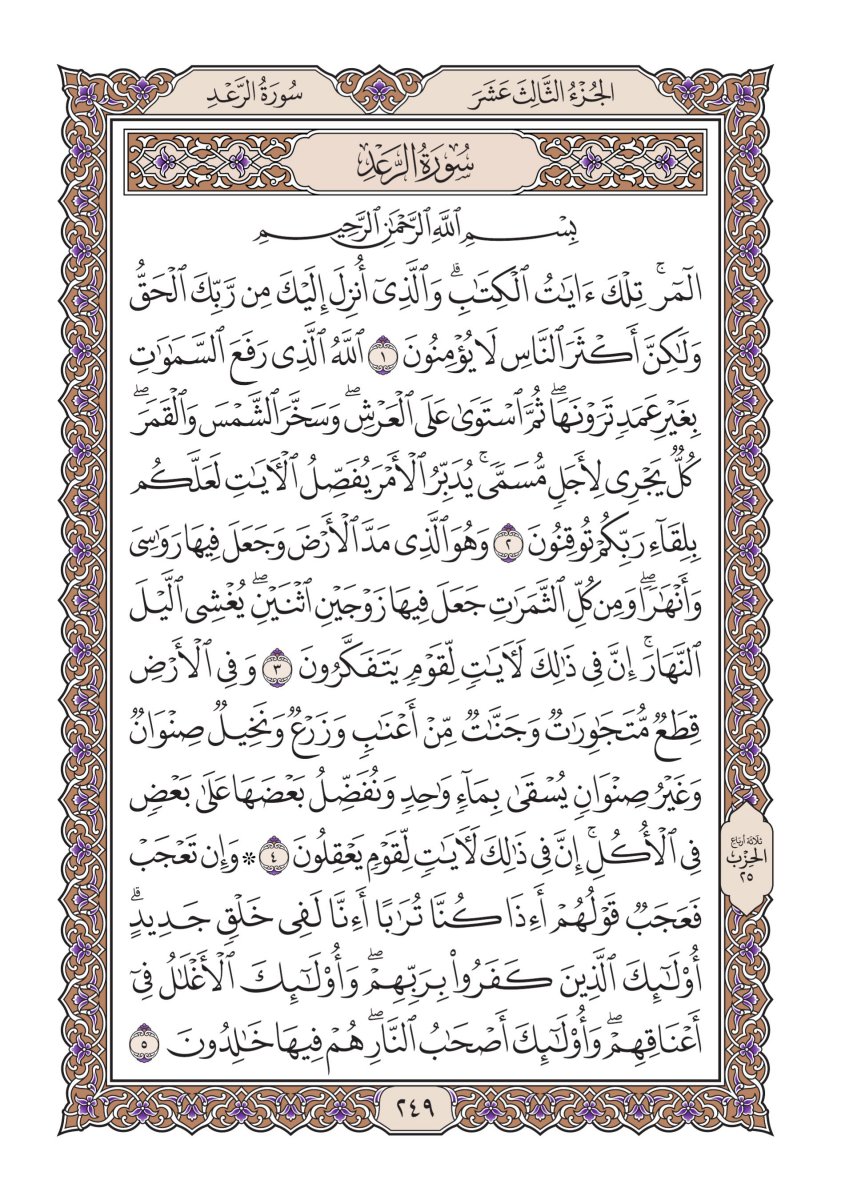 الجُزْءُ الثَّالِثَ عَشَرَ
سُورَةُ الرَّعْدِ
سُورَةُ الرَّعْدِ
بِسْمِ ٱللَّهِ ٱلرَّحْمَٰنِ ٱلرَّحِيمِ
الٓمٓرۚ تِلْكَ ءَايَٰتُ ٱلْكِتَٰبِۗ وَٱلَّذِىٓ أُنزِلَ إِلَيْكَ مِن رَّبِّكَ ٱلْحَقُّ
وَلَٰكِنَّ أَكْثَرَ ٱلنَّاسِ لَا يُؤْمِنُونَ ١ ٱللَّهُ ٱلَّذِى رَفَعَ ٱلسَّمَٰوَٰتِ
بِغَيْرِ عَمَدٍ تَرَوْنَهَاۖ ثُمَّ ٱسْتَوَىٰ عَلَى ٱلْعَرْشِۖ وَسَخَّرَ ٱلشَّمْسَ وَٱلْقَمَرَۖ
كُلٌّ يَجْرِى لِأَجَلٍ مُّسَمًّىۚ يُدَبِّرُ ٱلْأَمْرَ يُفَصِّلُ ٱلْأَيَٰتِ لَعَلَّكُم
بِلِقَآءِ رَبِّكُمْ تُوقِنُونَ ٢ وَهُوَ ٱلَّذِى مَدَّ ٱلْأَرْضَ وَجَعَلَ فِيهَا رَوَٰسِىَ
وَأَنْهَٰرًاۖ وَمِن كُلِّ ٱلثَّمَرَٰتِ جَعَلَ فِيهَا زَوْجَيْنِ ٱثْنَيْنِۖ يُغْشِى ٱلَّيْلَ
ٱلنَّهَارَۚ إِنَّ فِى ذَٰلِكَ لَأٓيَٰتٍ لِّقَوْمٍ يَتَفَكَّرُونَ ٣ وَفِى ٱلْأَرْضِ
قِطَعٌ مُّتَجَٰوِرَٰتٌ وَجَنَّٰتٌ مِّنْ أَعْنَٰبٍ وَزَرْعٌ وَنَخِيلٌ صِنْوَانٌ
وَغَيْرُ صِنْوَانٍ يُسْقَىٰ بِمَآءٍ وَٰحِدٍ وَنُفَضِّلُ بَعْضَهَا عَلَىٰ بَعْضٍ
فِى ٱلْأُكُلِۚ إِنَّ فِى ذَٰلِكَ لَأٓيَٰتٍ لِّقَوْمٍ يَعْقِلُونَ ٤ * وَإِن تَعْجَبْ
فَعَجَبٌ قَوْلُهُمْ أَءِذَا كُنَّا تُرَٰبًا أَءِنَّا لَفِى خَلْقٍ جَدِيدٍۗ
أُو۟لَٰٓئِكَ ٱلَّذِينَ كَفَرُوا۟ بِرَبِّهِمْۖ وَأُو۟لَٰٓئِكَ ٱلْأَغْلَٰلُ فِىٓ
أَعْنَاقِهِمْۖ وَأُو۟لَٰٓئِكَ أَصْحَٰبُ ٱلنَّارِۖ هُمْ فِيهَا خَٰلِدُونَ ٥
ثلاثة أرباع
الحِزْب
٢٥
٢٤٩